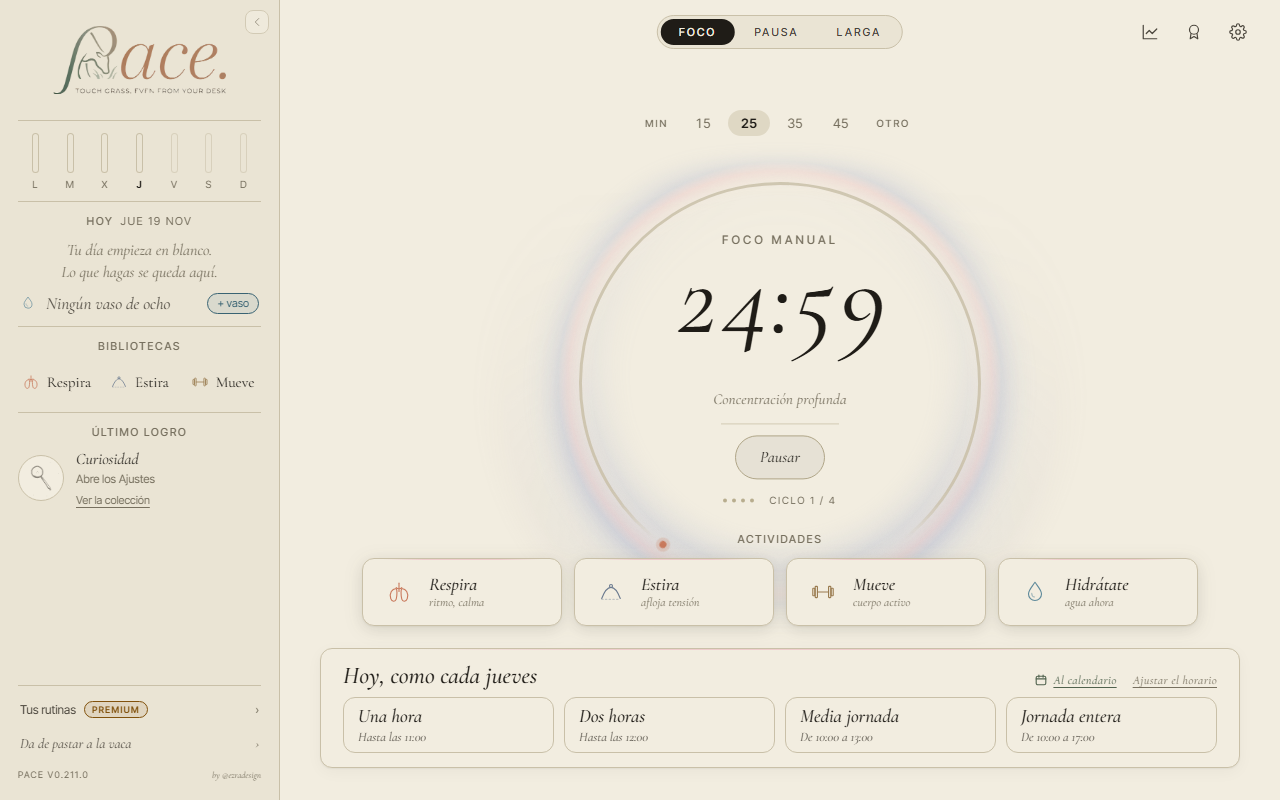 Pace.
TOUCH GRASS. EVEN FROM YOUR DESK
L M X J V S D
HOY JUE 19 NOV
Tu día empieza en blanco.
Lo que hagas se queda aquí.
Ningún vaso de ocho
+ vaso
BIBLIOTECAS
Respira Estira Mueve
ÚLTIMO LOGRO
Curiosidad
Abre los Ajustes
Ver la colección
Tus rutinas PREMIUM ›
Da de pastar a la vaca ›
PACE V0.211.0 by @ezradesign
FOCO PAUSA LARGA
MIN 15 25 35 45 OTRO
FOCO MANUAL
24:59
Concentración profunda
Pausar
CICLO 1 / 4
ACTIVIDADES
Respira
ritmo, calma
Estira
afloja tensión
Mueve
cuerpo activo
Hidrátate
agua ahora
Hoy, como cada jueves
Al calendario Ajustar el horario
Una hora
Hasta las 11:00
Dos horas
Hasta las 12:00
Media jornada
De 10:00 a 13:00
Jornada entera
De 10:00 a 17:00